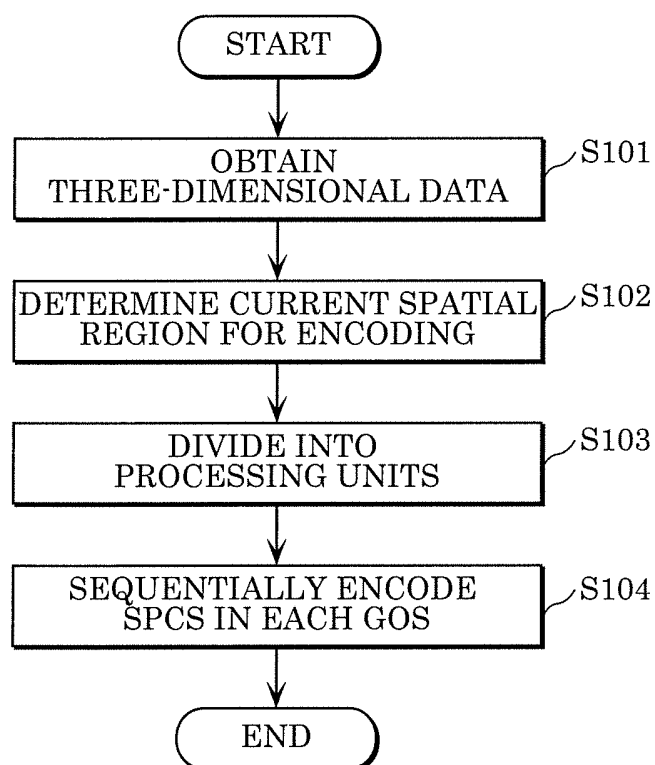 START
OBTAIN
THREE-DIMENSIONAL DATA
S101
DETERMINE CURRENT SPATIAL
REGION FOR ENCODING
S102
DIVIDE INTO
PROCESSING UNITS
S103
SEQUENTIALLY ENCODE
SPCS IN EACH GOS
S104
END